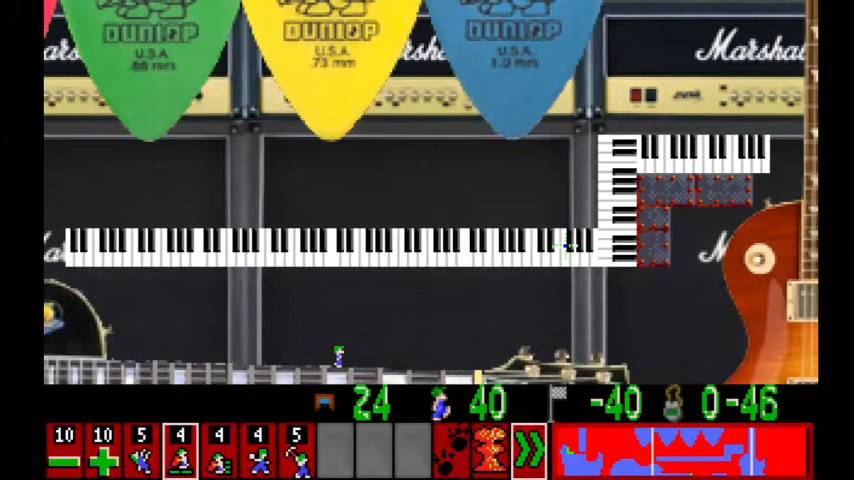 DUNLOP
U.S.A.
.88 mm
DUNLOP
U.S.A.
.73 mm
DUNLOP
U.S.A.
1.0 mm
Marshall
24 40 -40 0-46
10 10 5 4 4 4 5